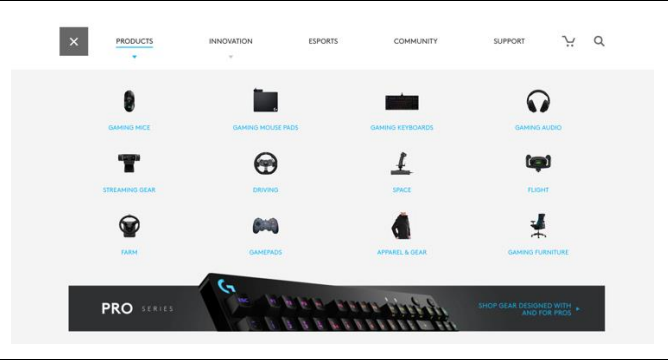 PRODUCTS INNOVATION ESPORTS COMMUNITY SUPPORT
GAMING MICE GAMING MOUSE PADS GAMING KEYBOARDS GAMING AUDIO
STREAMING GEAR DRIVING SPACE FLIGHT
FARM GAMEPADS APPAREL & GEAR GAMING FURNITURE
PRO SERIES
SHOP GEAR DESIGNED WITH
AND FOR PROS